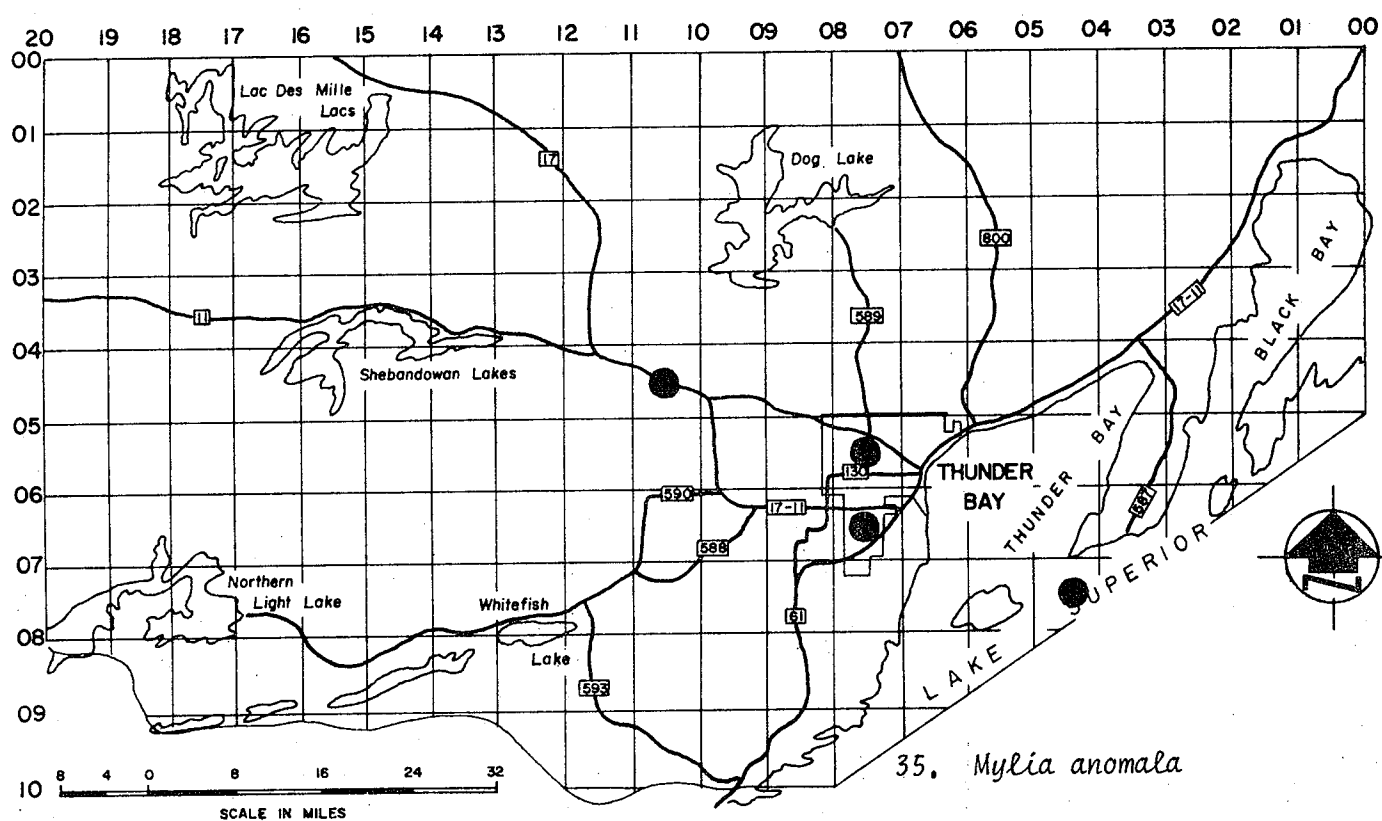 20 19 18 17 16 15 14 13 12 11 10 09 08 07 06 05 04 03 02 01 00
00
01
02
03
04
05
06
07
08
09
10
Lac Des Mille
Lacs
17
Dog Lake
800
BLACK BAY
17-11
589
11
Shebandowan Lakes
130
THUNDER
BAY
THUNDER BAY
587
590
17-11
588
Northern
Light Lake
Whitefish
Lake
61
593
LAKE SUPERIOR
N
8 4 0 8 16 24 32
SCALE IN MILES
35. Mylia anomala